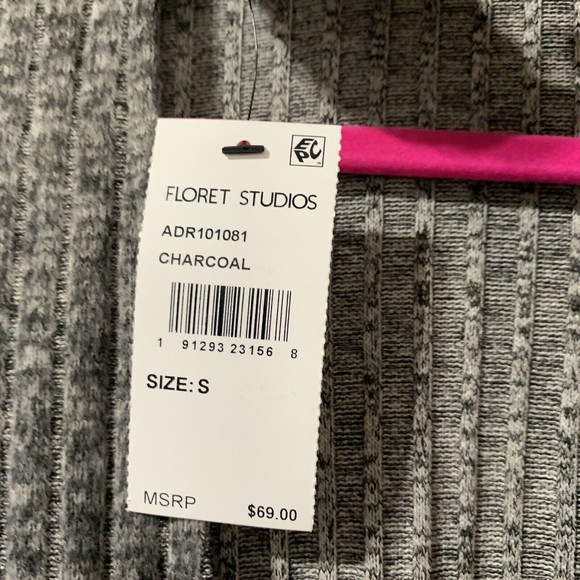 EPC
FLORET STUDIOS
ADR101081
CHARCOAL
1 91293 23156 8
SIZE: S
MSRP $69.00